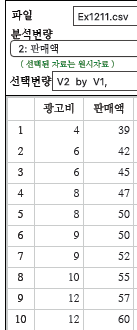 파일 Ex1211.csv
분석변량
2: 판매액
( 선택된 자료는 원시자료 )
선택변량 V2 by V1,
광고비 판매액
1 4 39
2 6 42
3 6 45
4 8 47
5 8 50
6 9 50
7 9 52
8 10 55
9 12 57
10 12 60